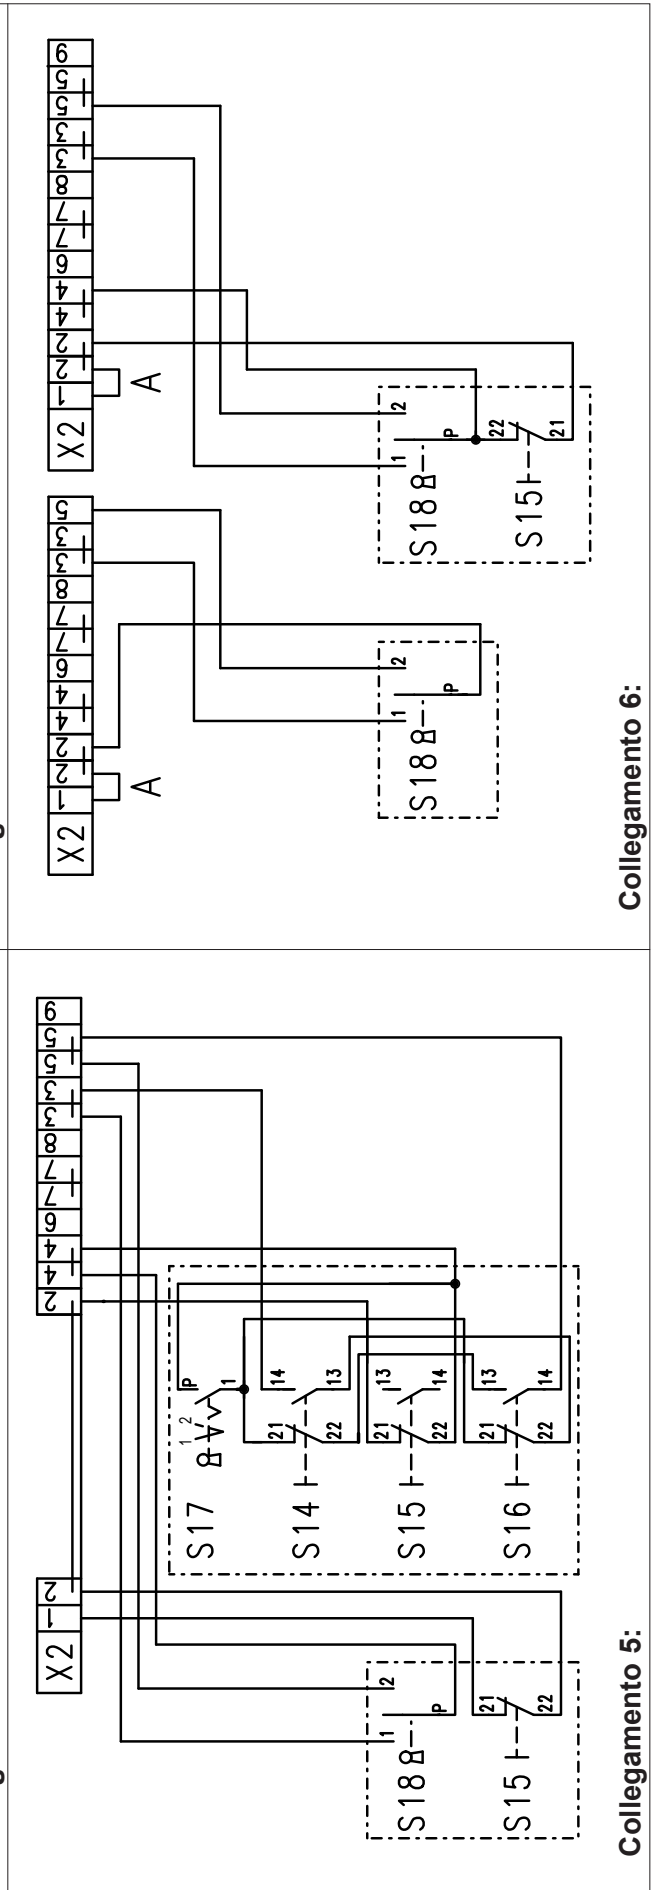 X2 1 2 2 4 4 6 7 7 8 3 3 5 5 9
S17 1 2 P 1
S14 21 22 14 13
S15 21 22 13 14
S16 21 22 13 14
S18 1 P 2
S15 21 22
Collegamento 5:
X2 1 2 2 4 4 6 7 7 8 3 3 5
A
S18 1 P 2
X2 1 2 2 4 4 6 7 7 8 3 3 5 5 9
A
S18 1 P 2
S15 22 21
Collegamento 6: